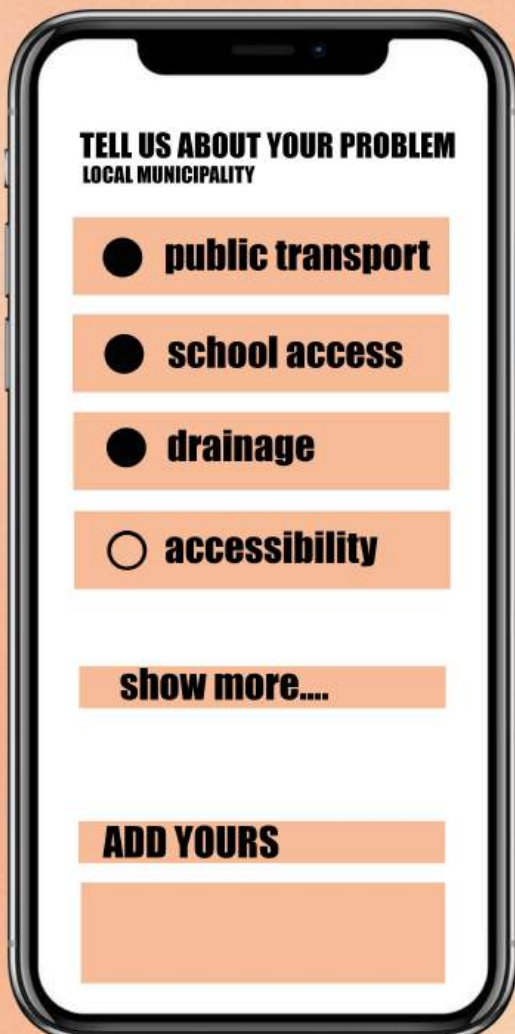 TELL US ABOUT YOUR PROBLEM
LOCAL MUNICIPALITY
public transport
school access
drainage
accessibility
show more....
ADD YOURS